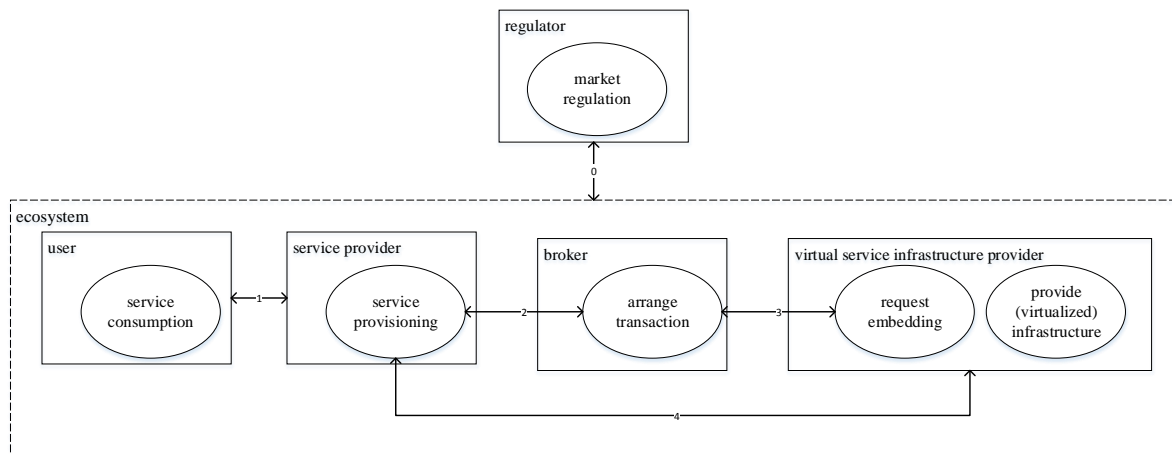 regulator
market
regulation
0
ecosystem
user
service
consumption
1
service provider
service
provisioning
2
broker
arrange
transaction
3
virtual service infrastructure provider
request
embedding
provide
(virtualized)
infrastructure
4